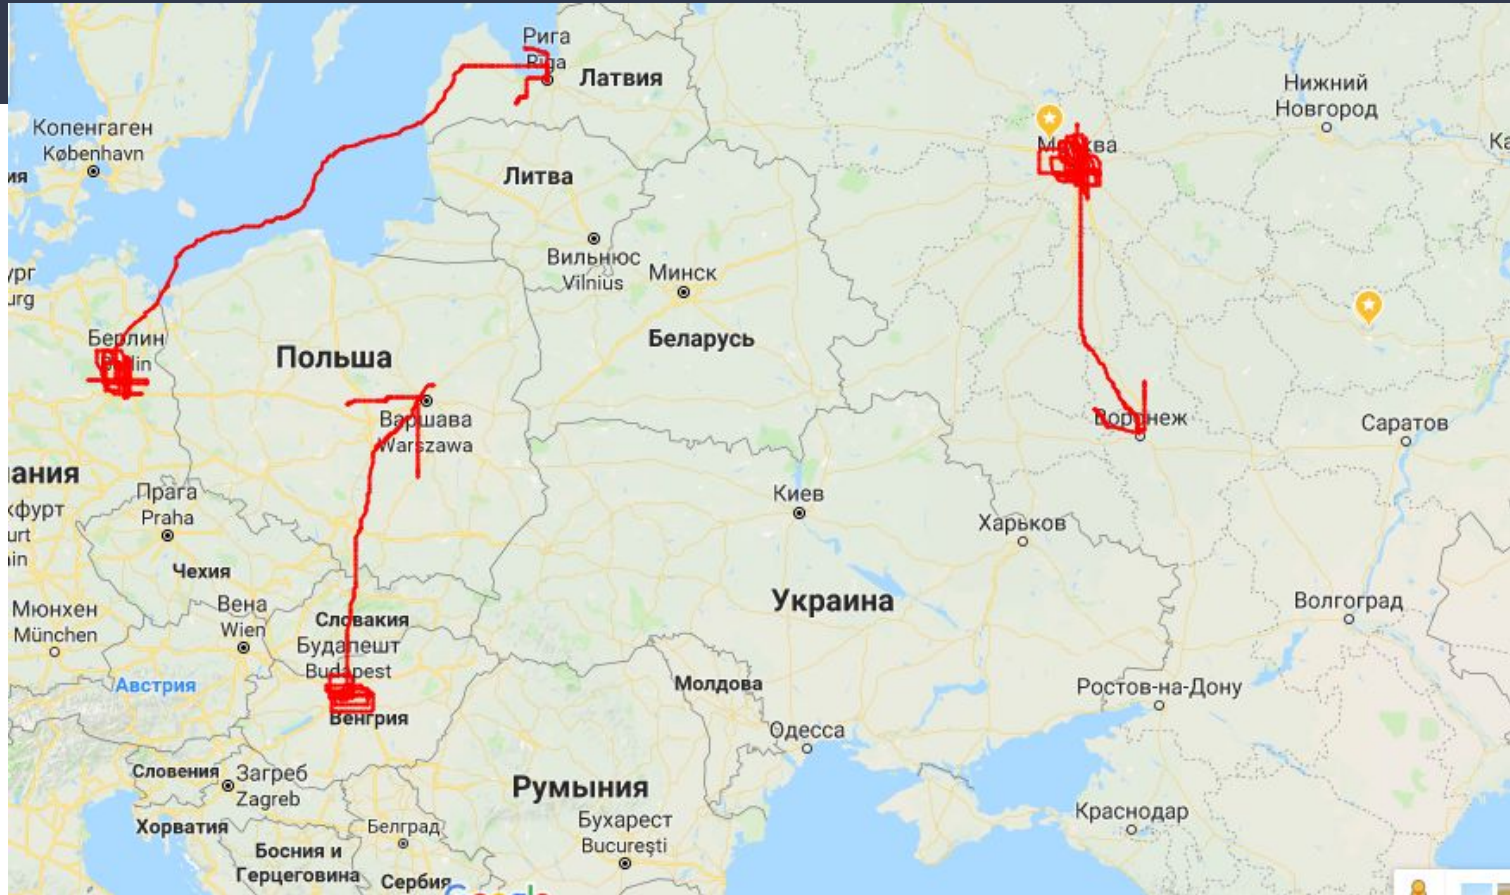 Рига
Riga
Латвия
Нижний
Новгород
Копенгаген
København
Москва
Литва
Вильнюс
Vilnius
Минск
Беларусь
Берлин
Польша
Варшава
Warszawa
Воронеж
Саратов
Прага
Praha
Киев
Харьков
Чехия
Мюнхен
München
Вена
Wien
Словакия
Будапешт
Budapest
Украина
Волгоград
Австрия
Молдова
Ростов-на-Дону
Венгрия
Одесса
Словения
Загреб
Zagreb
Румыния
Хорватия
Белград
Бухарест
București
Краснодар
Босния и
Герцеговина
Сербия